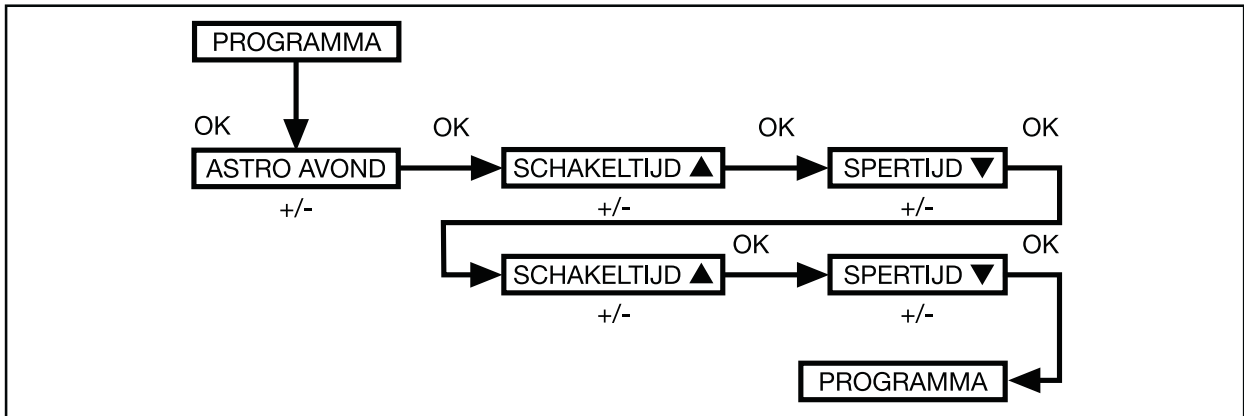 PROGRAMMA
OK
OK
OK
OK
ASTRO AVOND
SCHAKELTIJD ▲
SPERTIJD ▼
+/-
+/-
+/-
OK
OK
SCHAKELTIJD ▲
SPERTIJD ▼
+/-
+/-
PROGRAMMA